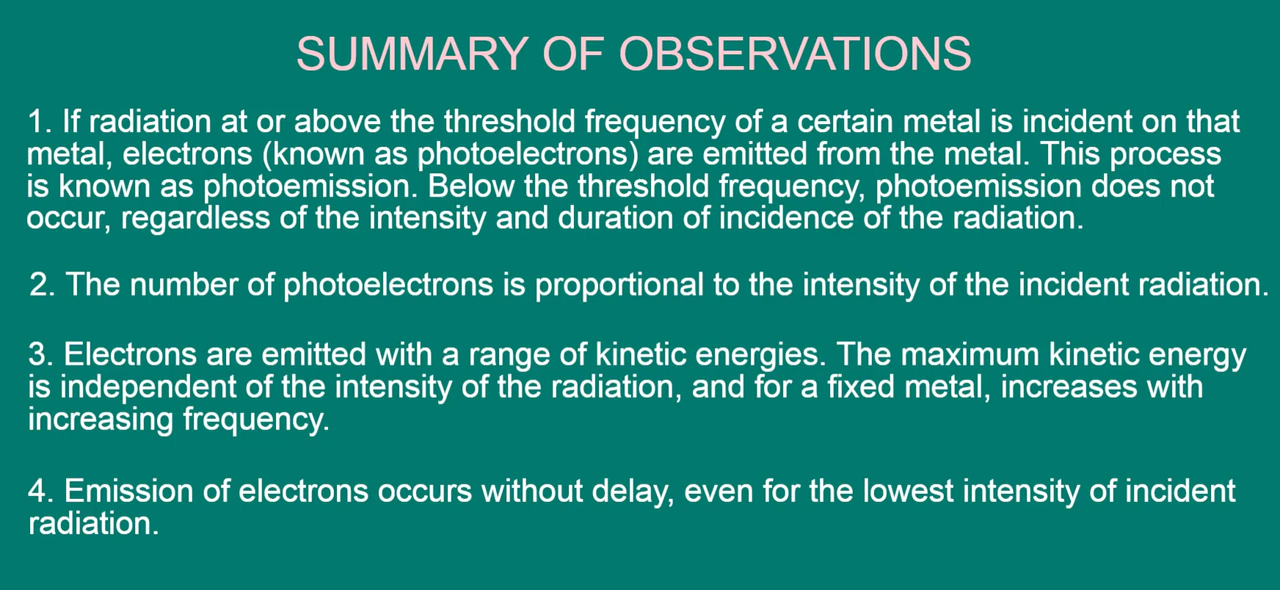 SUMMARY OF OBSERVATIONS
1. If radiation at or above the threshold frequency of a certain metal is incident on that
metal, electrons (known as photoelectrons) are emitted from the metal. This process
is known as photoemission. Below the threshold frequency, photoemission does not
occur, regardless of the intensity and duration of incidence of the radiation.
2. The number of photoelectrons is proportional to the intensity of the incident radiation.
3. Electrons are emitted with a range of kinetic energies. The maximum kinetic energy
is independent of the intensity of the radiation, and for a fixed metal, increases with
increasing frequency.
4. Emission of electrons occurs without delay, even for the lowest intensity of incident
radiation.